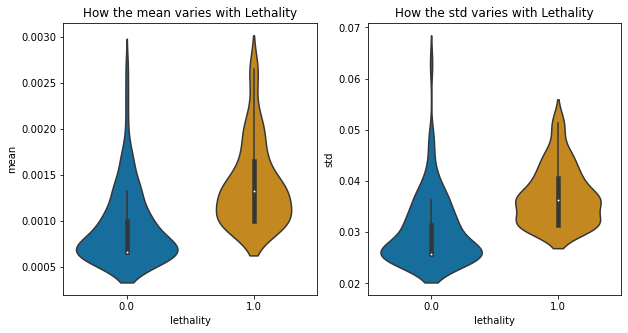 How the mean varies with Lethality
mean
0.0030
0.0025
0.0020
0.0015
0.0010
0.0005
0.0
1.0
lethality
How the std varies with Lethality
std
0.07
0.06
0.05
0.04
0.03
0.02
0.0
1.0
lethality